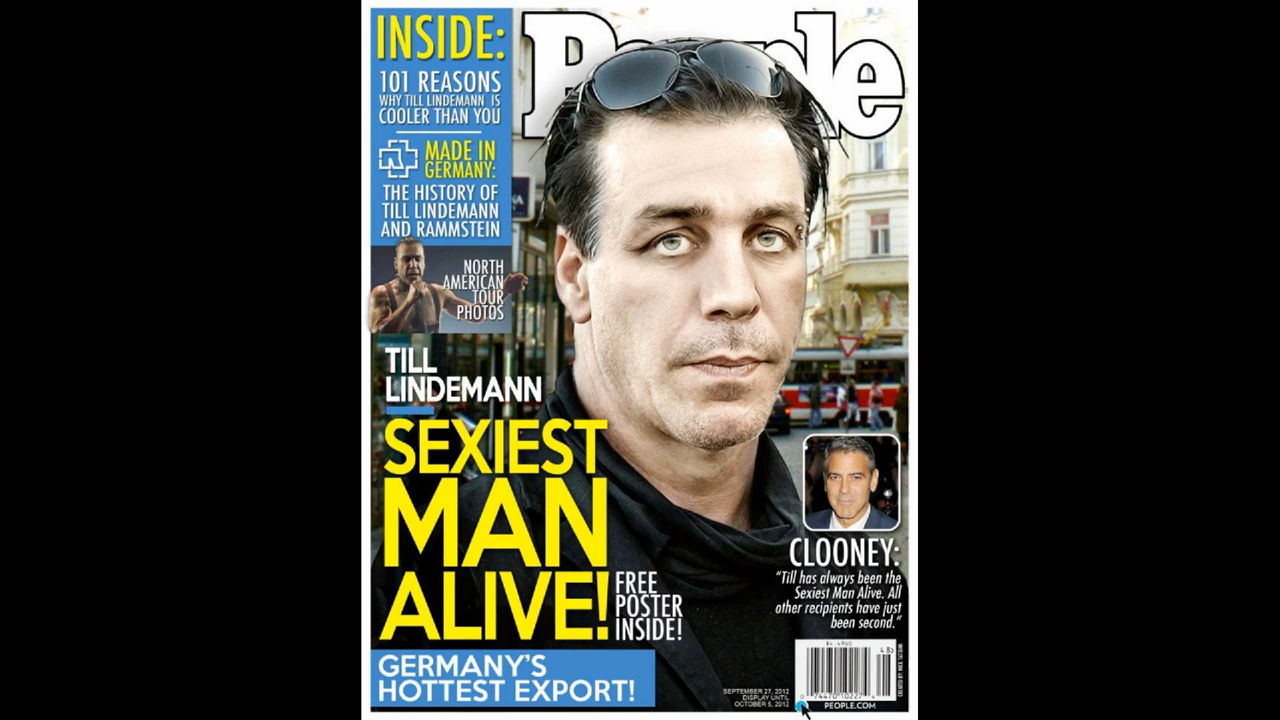 INSIDE:
101 REASONS
WHY TILL LINDEMANN IS
COOLER THAN YOU
MADE IN
GERMANY:
THE HISTORY OF
TILL LINDEMANN
AND RAMMSTEIN
NORTH
AMERICAN
TOUR
PHOTOS
People
TILL
LINDEMANN
SEXIEST
MAN
ALIVE!
FREE
POSTER
INSIDE!
GERMANY'S
HOTTEST EXPORT!
CLOONEY:
“Till has always been the
Sexiest Man Alive. All
other recipients have just
been second.”
SEPTEMBER 27, 2012
DISPLAY UNTIL
OCTOBER 5, 2012
PEOPLE.COM